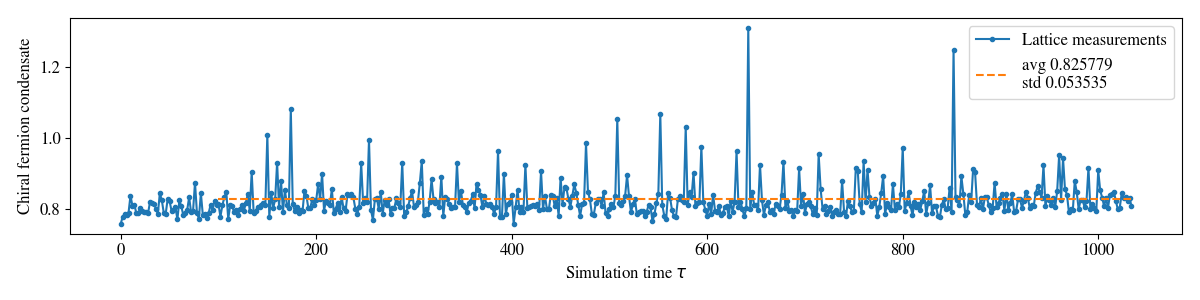 Chiral fermion condensate
1.2
1.0
0.8
0
200
400
600
800
1000
Simulation time τ
Lattice measurements
avg 0.825779
std 0.053535